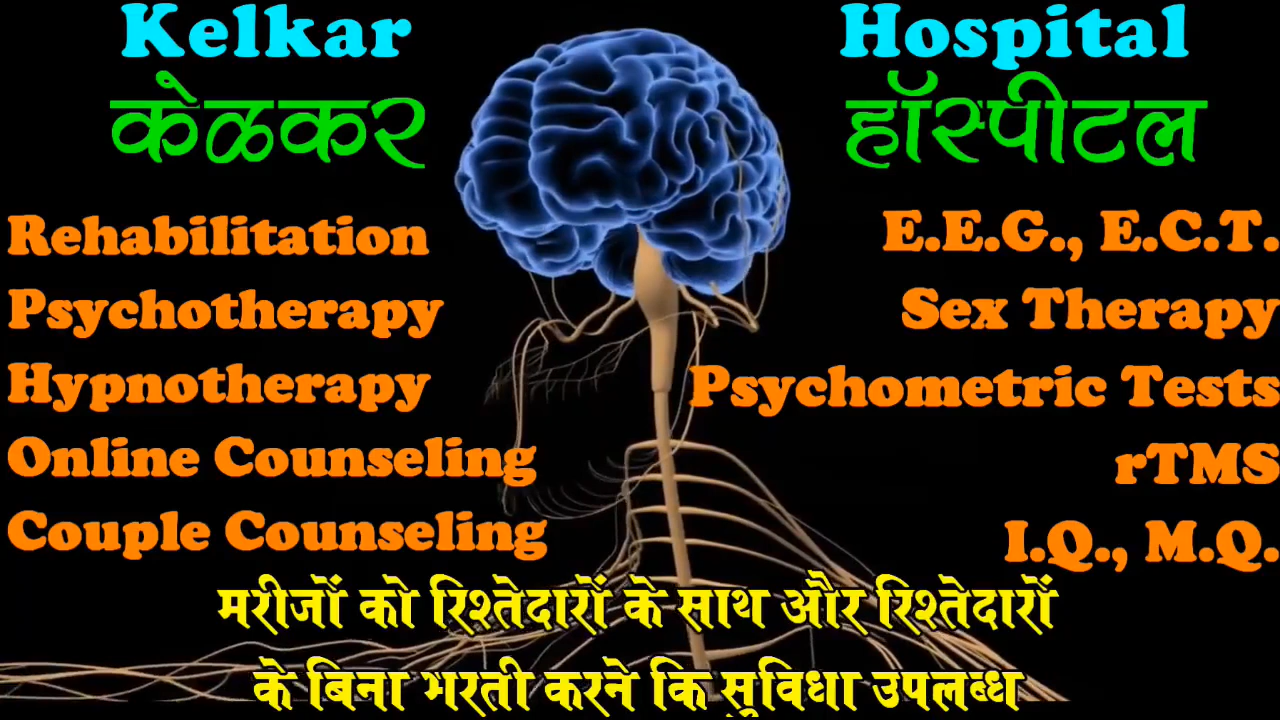 Kelkar Hospital
केळकर हॉस्पीटल
Rehabilitation
Psychotherapy
Hypnotherapy
Online Counseling
Couple Counseling
E.E.G., E.C.T.
Sex Therapy
Psychometric Tests
rTMS
I.Q., M.Q.
मरीजों को रिश्तेदारों के साथ और रिश्तेदारों
के बिना भरती करने कि सुविधा उपलब्ध